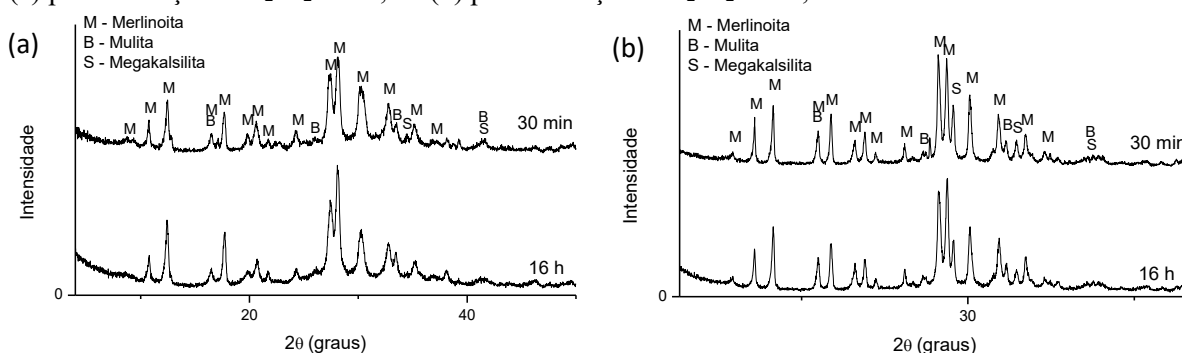 (a)
M - Merlinoita
B - Mulita
S - Megakalsilita
M
M
M
M
B
M
M
M
M
M
B
M
M
M
M
B
S
M
M
B
S
30 min
16 h
Intensidade
0
20
40
2θ (graus)
(b)
M - Merlinoita
B - Mulita
S - Megakalsilita
M
M
M
M
B
M
M
M
M
M
B
M
M
S
M
M
B
S
M
M
B
S
30 min
16 h
Intensidade
0
30
2θ (graus)